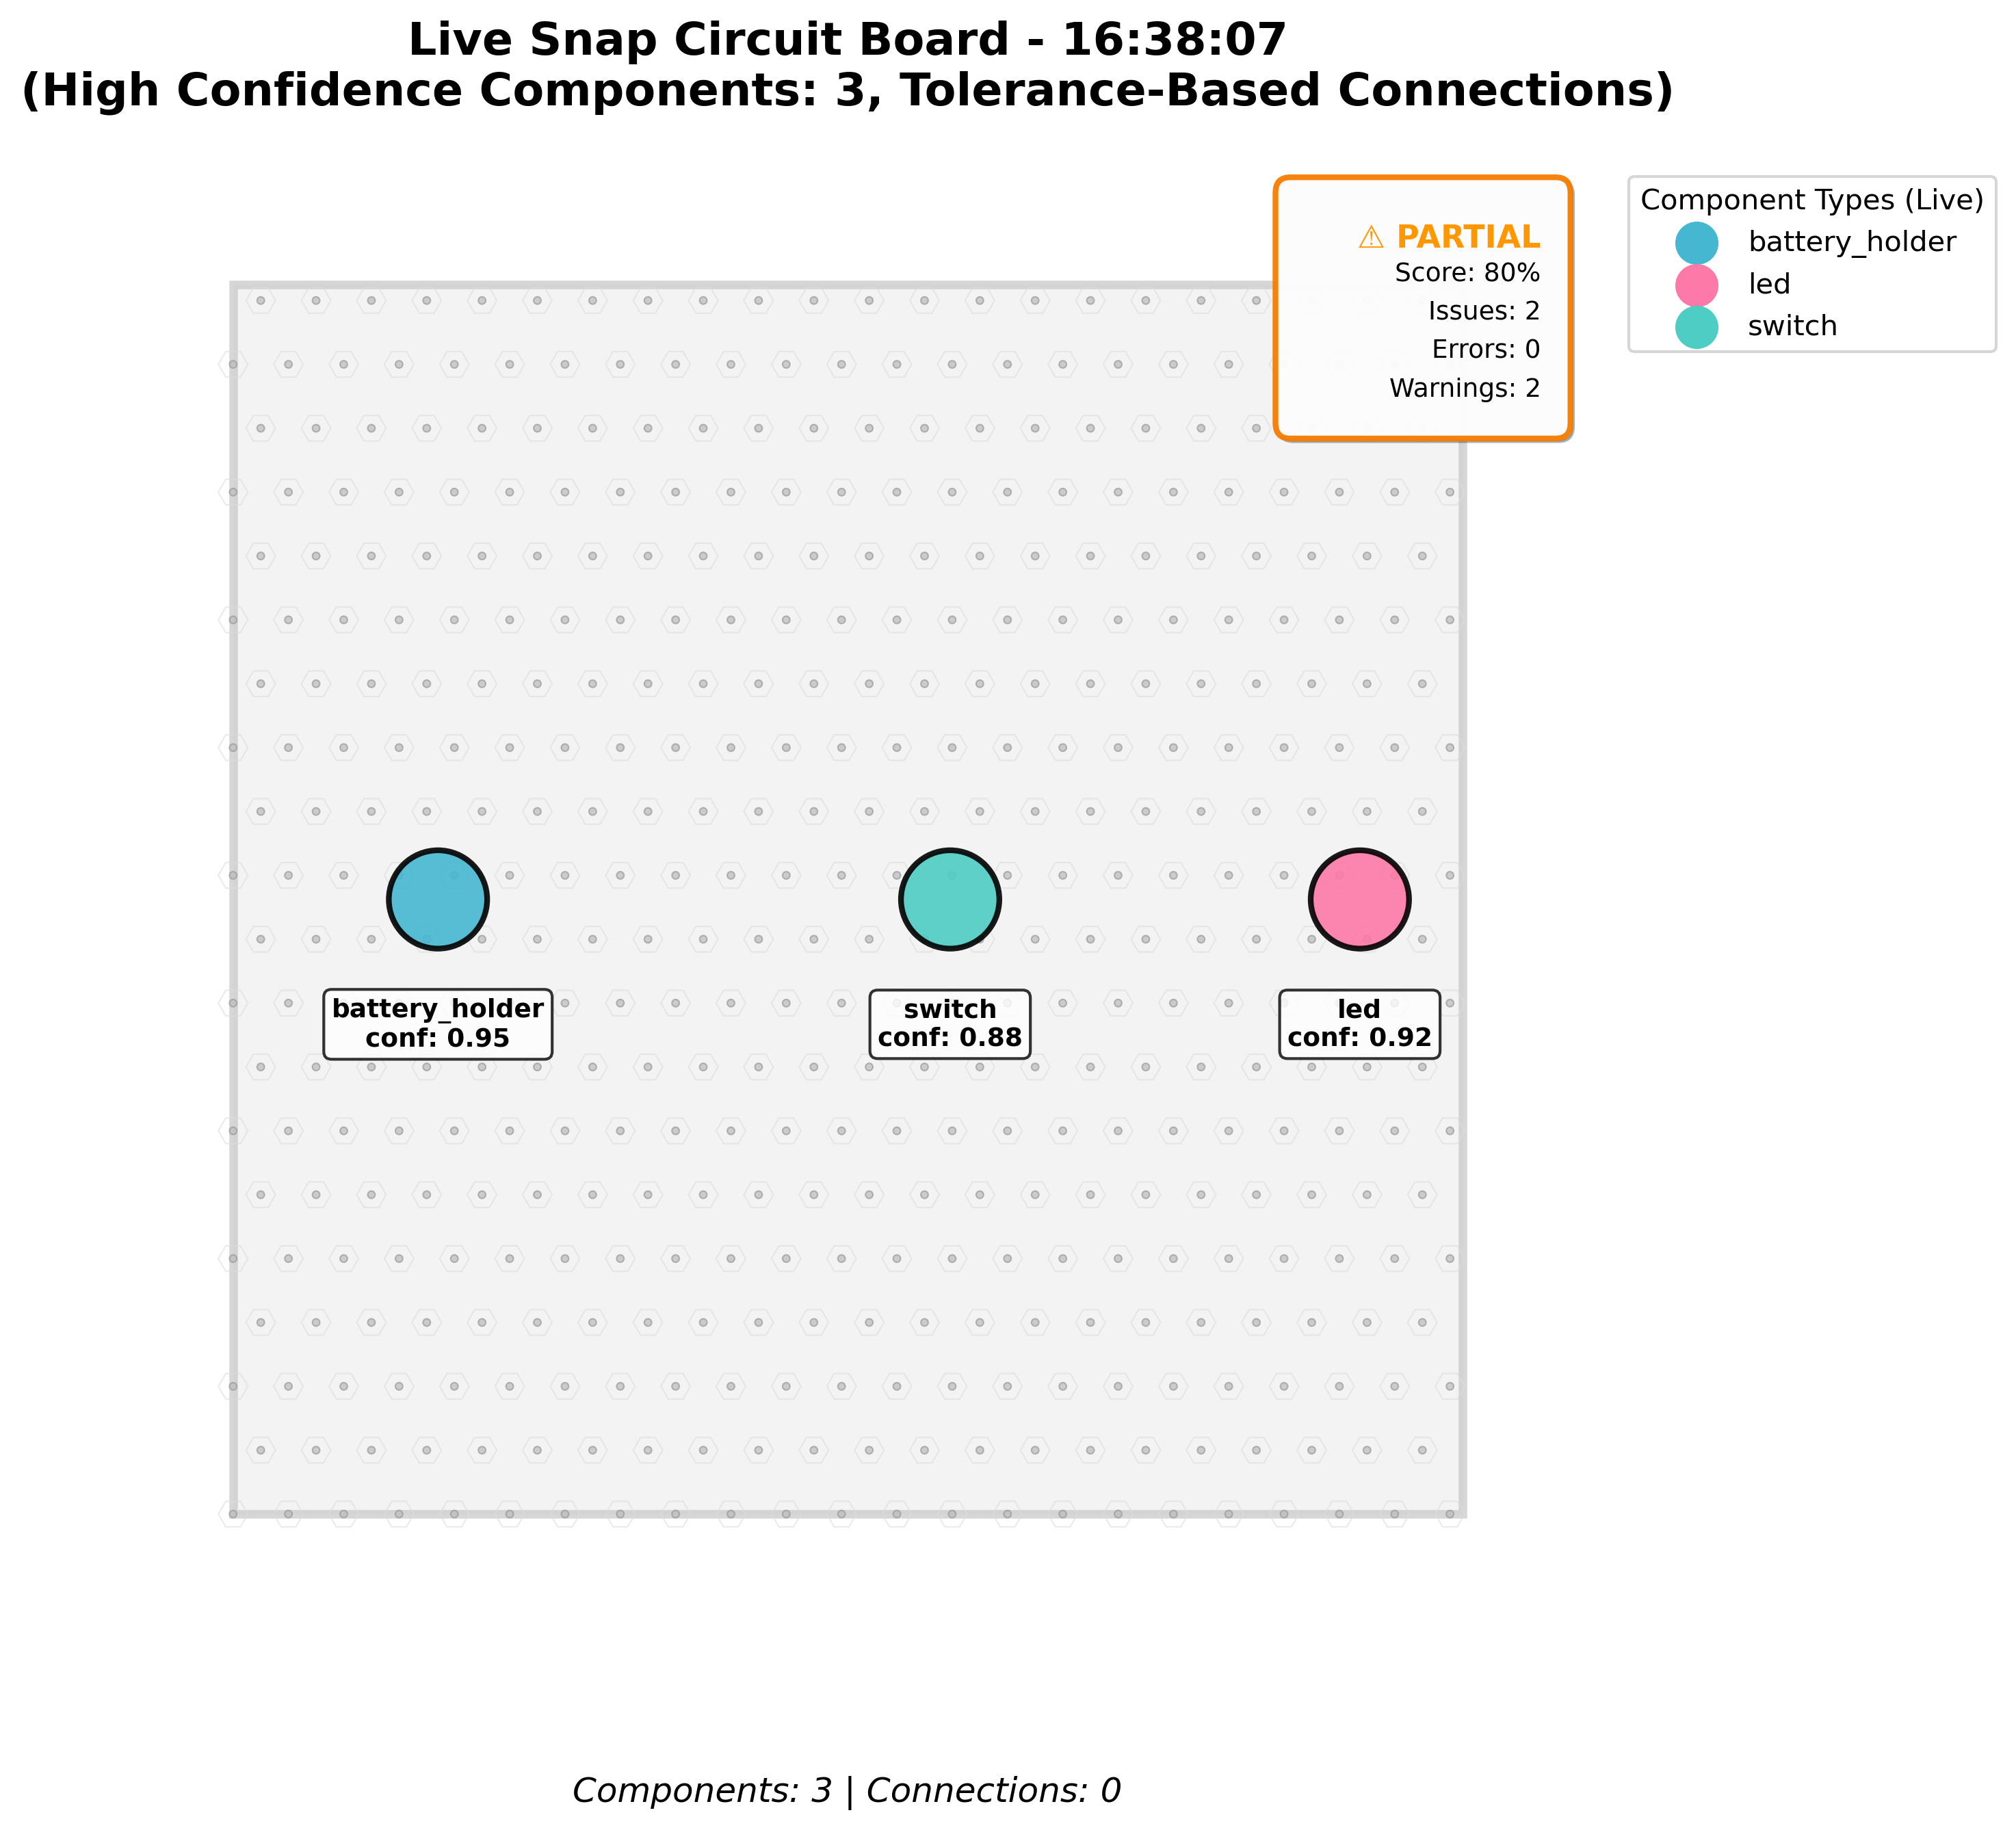 Live Snap Circuit Board - 16:38:07
(High Confidence Components: 3, Tolerance-Based Connections)
⚠ PARTIAL
Score: 80%
Issues: 2
Errors: 0
Warnings: 2
Component Types (Live)
battery_holder
led
switch
battery_holder
conf: 0.95
switch
conf: 0.88
led
conf: 0.92
Components: 3 | Connections: 0